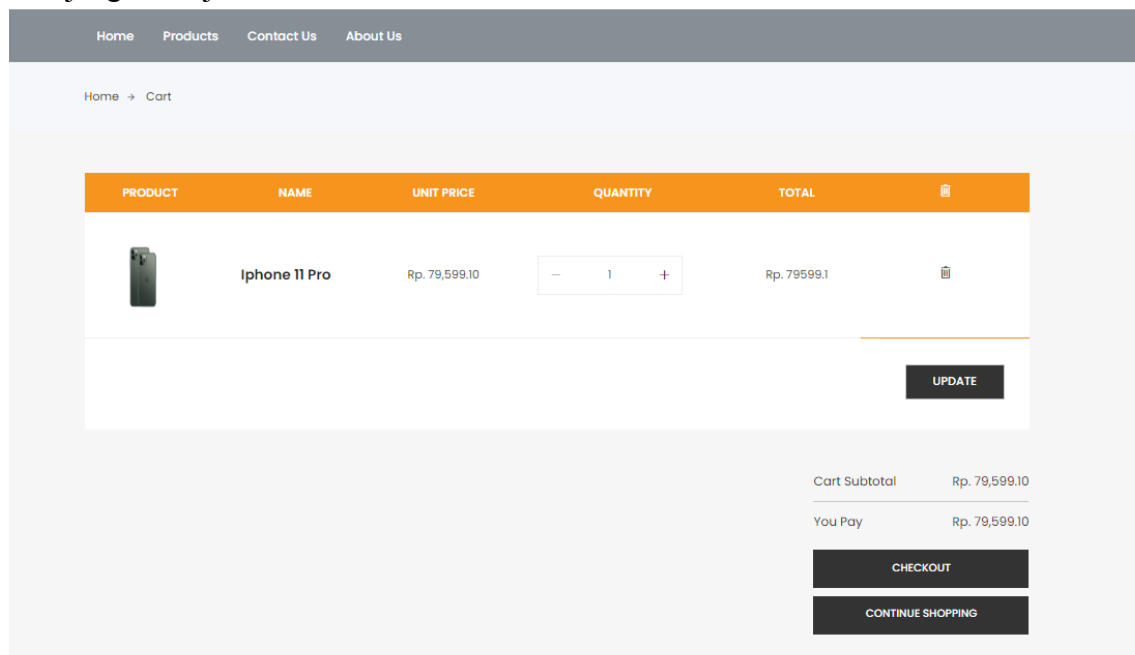 Home Products Contact Us About Us
Home → Cart
PRODUCT NAME UNIT PRICE QUANTITY TOTAL
Iphone 11 Pro Rp. 79,599.10 − 1 + Rp. 79599.1
UPDATE
Cart Subtotal Rp. 79,599.10
You Pay Rp. 79,599.10
CHECKOUT
CONTINUE SHOPPING